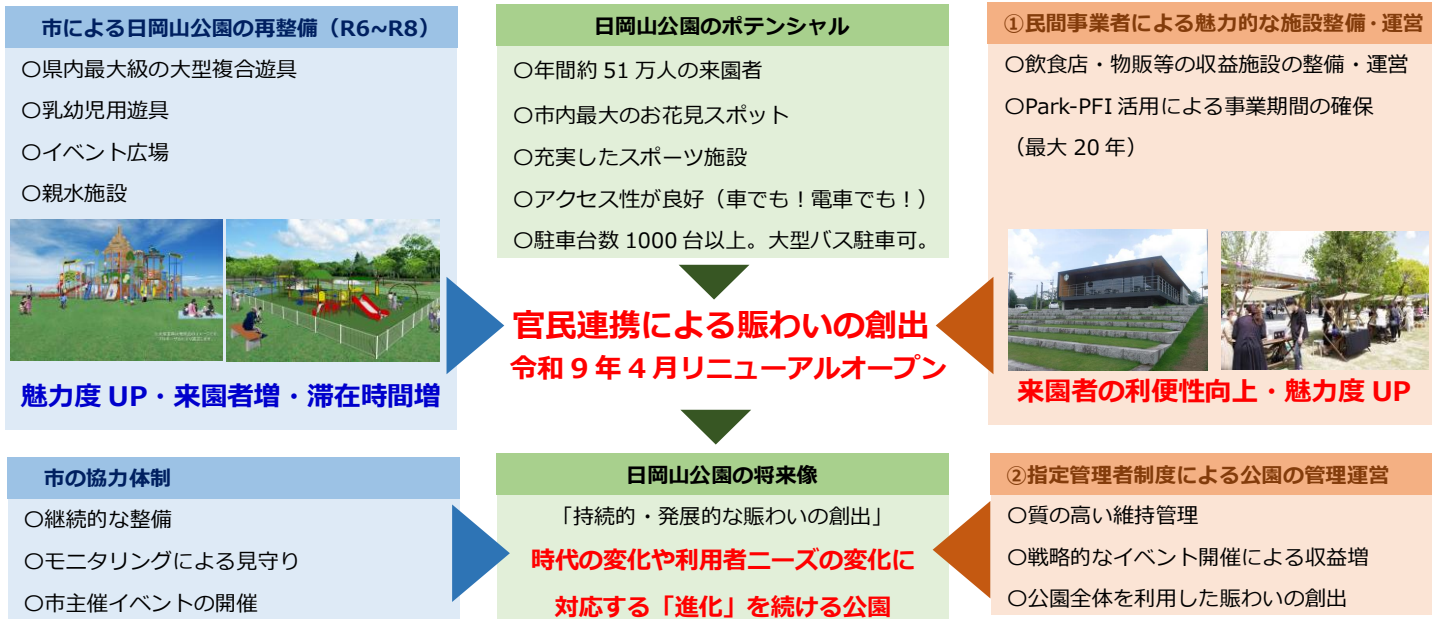 市による日岡山公園の再整備（R6~R8）
〇県内最大級の大型複合遊具
〇乳幼児用遊具
〇イベント広場
〇親水施設
魅力度 UP・来園者増・滞在時間増
日岡山公園のポテンシャル
〇年間約 51 万人の来園者
〇市内最大のお花見スポット
〇充実したスポーツ施設
〇アクセス性が良好（車でも！電車でも！）
〇駐車台数 1000 台以上。大型バス駐車可。
①民間事業者による魅力的な施設整備・運営
〇飲食店・物販等の収益施設の整備・運営
〇Park-PFI 活用による事業期間の確保
（最大 20 年）
来園者の利便性向上・魅力度 UP
官民連携による賑わいの創出
令和 9 年 4 月リニューアルオープン
市の協力体制
〇継続的な整備
〇モニタリングによる見守り
〇市主催イベントの開催
日岡山公園の将来像
「持続的・発展的な賑わいの創出」
時代の変化や利用者ニーズの変化に
対応する「進化」を続ける公園
②指定管理者制度による公園の管理運営
〇質の高い維持管理
〇戦略的なイベント開催による収益増
〇公園全体を利用した賑わいの創出